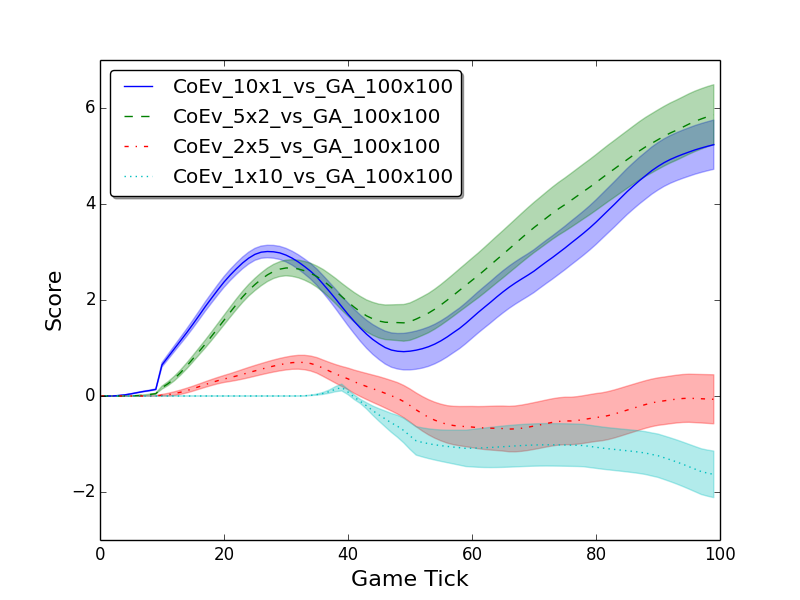 CoEv_10x1_vs_GA_100x100
CoEv_5x2_vs_GA_100x100
CoEv_2x5_vs_GA_100x100
CoEv_1x10_vs_GA_100x100
Score
6
4
2
0
−2
0 20 40 60 80 100
Game Tick